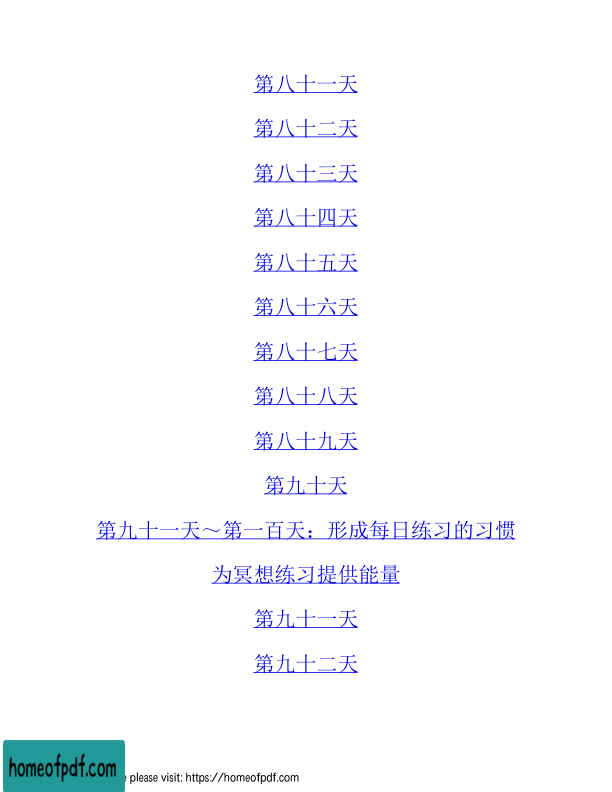 第八十一天
第八十二天
第八十三天
第八十四天
第八十五天
第八十六天
第八十七天
第八十八天
第八十九天
第九十天
第九十一天～第一百天：形成每日练习的习惯
为冥想练习提供能量
第九十一天
第九十二天
homeofpdf.com
please visit: https://homeofpdf.com